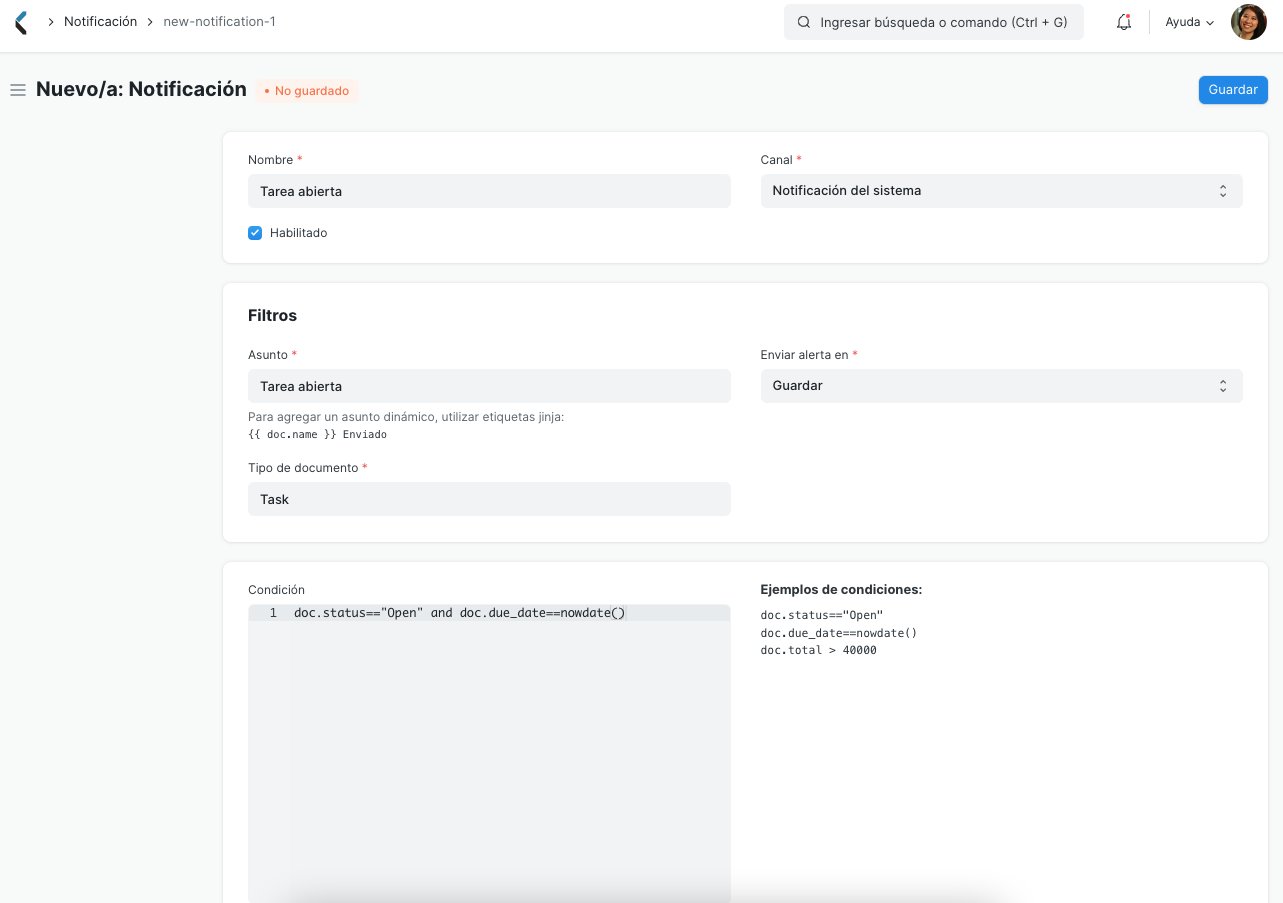 Notificación new-notification-1
Ingresar búsqueda o comando (Ctrl + G)
Ayuda
Nuevo/a: Notificación
• No guardado
Guardar
Nombre *
Tarea abierta
Canal *
Notificación del sistema
Habilitado
Filtros
Asunto *
Tarea abierta
Para agregar un asunto dinámico, utilizar etiquetas jinja:
{{ doc.name }} Enviado
Enviar alerta en *
Guardar
Tipo de documento *
Task
Condición
1 doc.status=="Open" and doc.due_date==nowdate()
Ejemplos de condiciones:
doc.status=="Open"
doc.due_date==nowdate()
doc.total > 40000